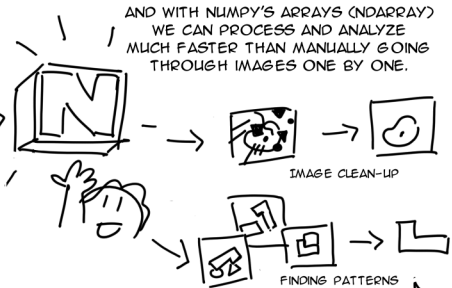 AND WITH NUMPY'S ARRAYS (NDARRAY)
WE CAN PROCESS AND ANALYZE
MUCH FASTER THAN MANUALLY GOING
THROUGH IMAGES ONE BY ONE.
N
IMAGE CLEAN-UP
FINDING PATTERNS